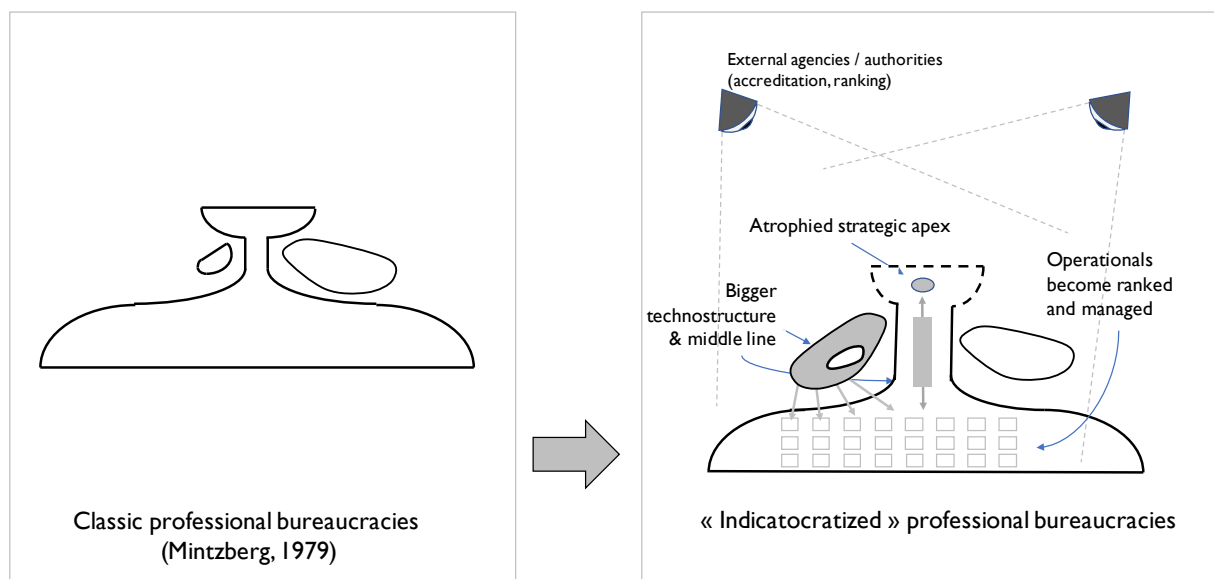 Classic professional bureaucracies
(Mintzberg, 1979)
External agencies / authorities
(accreditation, ranking)
Atrophied strategic apex
Bigger
technostructure
& middle line
Operationals
become ranked
and managed
« Indicatocratized » professional bureaucracies